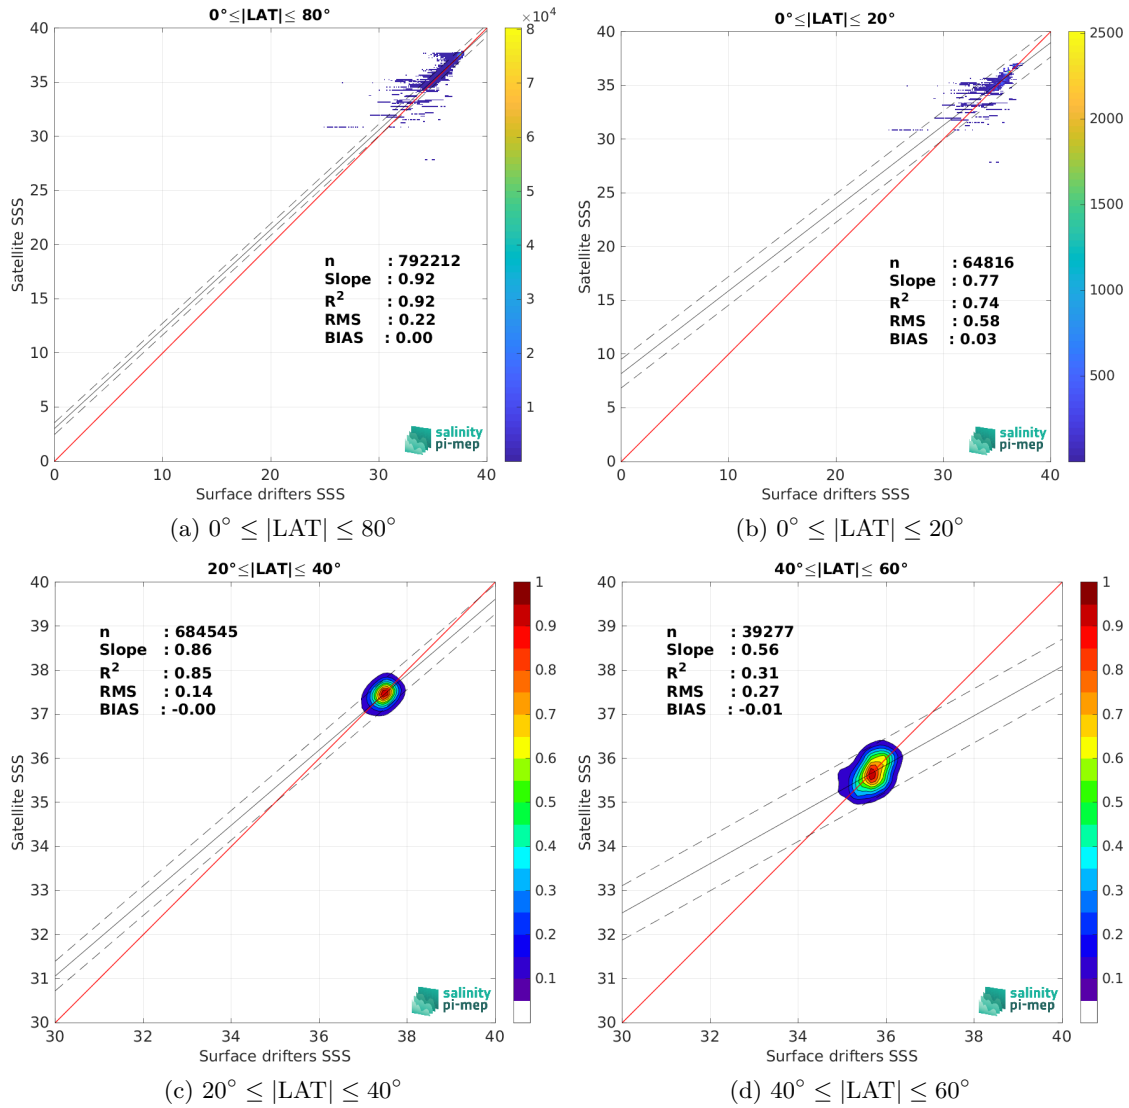 0°≤|LAT|≤ 80°
×10⁴
Satellite SSS
40
35
30
25
20
15
10
5
0
n : 792212
Slope : 0.92
R² : 0.92
RMS : 0.22
BIAS : 0.00
salinity
pi-mep
0 10 20 30 40
Surface drifters SSS
8
7
6
5
4
3
2
1
(a) 0° ≤ |LAT| ≤ 80°
0°≤|LAT|≤ 20°
Satellite SSS
40
35
30
25
20
15
10
5
0
n : 64816
Slope : 0.77
R² : 0.74
RMS : 0.58
BIAS : 0.03
salinity
pi-mep
0 10 20 30 40
Surface drifters SSS
2500
2000
1500
1000
500
(b) 0° ≤ |LAT| ≤ 20°
20°≤|LAT|≤ 40°
Satellite SSS
40
39
38
37
36
35
34
33
32
31
30
n : 684545
Slope : 0.86
R² : 0.85
RMS : 0.14
BIAS : -0.00
salinity
pi-mep
30 32 34 36 38 40
Surface drifters SSS
1
0.9
0.8
0.7
0.6
0.5
0.4
0.3
0.2
0.1
(c) 20° ≤ |LAT| ≤ 40°
40°≤|LAT|≤ 60°
Satellite SSS
40
39
38
37
36
35
34
33
32
31
30
n : 39277
Slope : 0.56
R² : 0.31
RMS : 0.27
BIAS : -0.01
salinity
pi-mep
30 32 34 36 38 40
Surface drifters SSS
1
0.9
0.8
0.7
0.6
0.5
0.4
0.3
0.2
0.1
(d) 40° ≤ |LAT| ≤ 60°